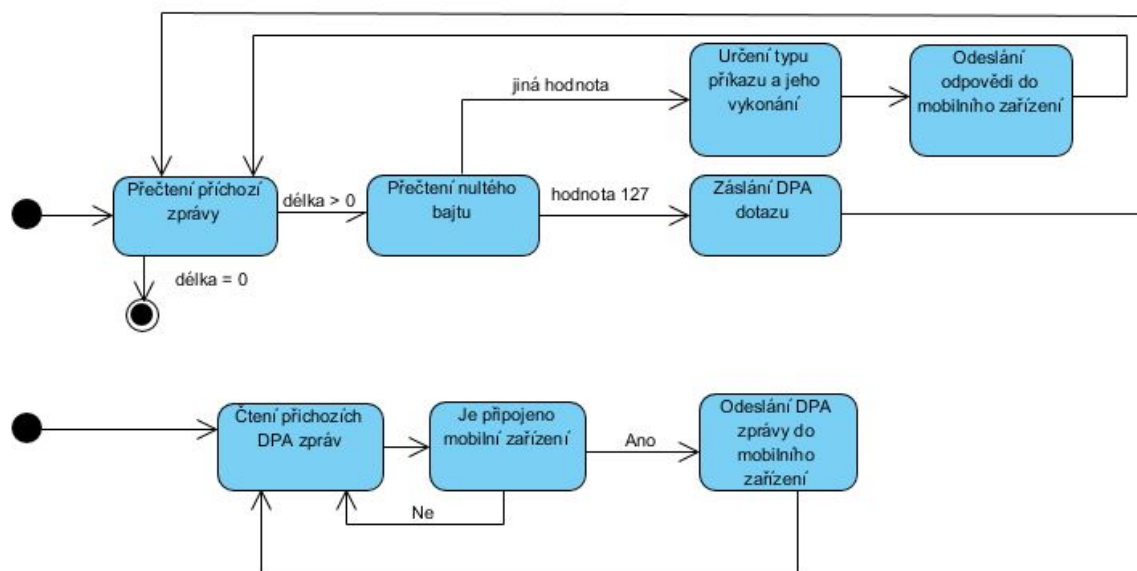 Určení typu
příkazu a jeho
vykonání
Odeslání
odpovědi do
mobilního zařízení
jiná hodnota
Přečtení příchozí
zprávy
délka > 0
Přečtení nultého
bajtu
hodnota 127
Záslání DPA
dotazu
délka = 0
Čtení přichozích
DPA zpráv
Je připojeno
mobilní zařízení
Ano
Odeslání DPA
zprávy do
mobilního
zařízení
Ne